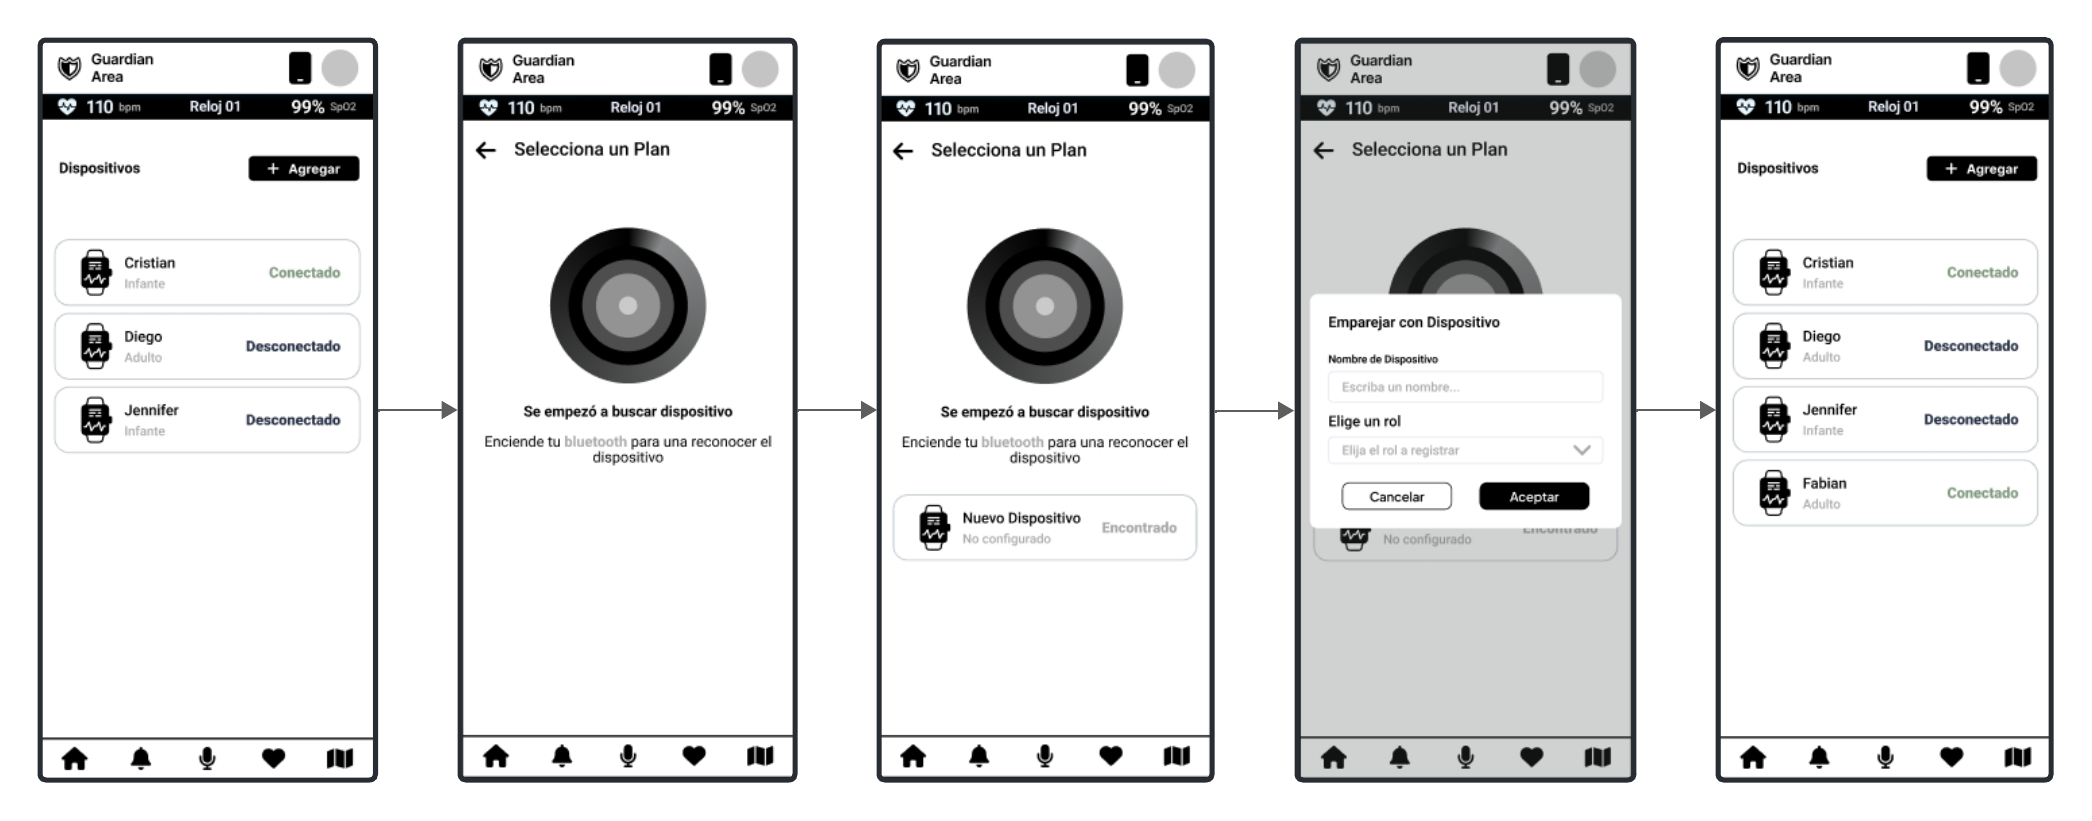 Guardian
Area
110 bpm Reloj 01 99% SpO2
Dispositivos + Agregar
Cristian
Infante
Conectado
Diego
Adulto
Desconectado
Jennifer
Infante
Desconectado
Guardian
Area
110 bpm Reloj 01 99% SpO2
Selecciona un Plan
Se empezó a buscar dispositivo
Enciende tu bluetooth para una reconocer el
dispositivo
Guardian
Area
110 bpm Reloj 01 99% SpO2
Selecciona un Plan
Se empezó a buscar dispositivo
Enciende tu bluetooth para una reconocer el
dispositivo
Nuevo Dispositivo
No configurado
Encontrado
Guardian
Area
110 bpm Reloj 01 99% SpO2
Selecciona un Plan
Emparejar con Dispositivo
Nombre de Dispositivo
Escriba un nombre...
Elige un rol
Elija el rol a registrar
Cancelar Aceptar
No configurado
Encontrado
Guardian
Area
110 bpm Reloj 01 99% SpO2
Dispositivos + Agregar
Cristian
Infante
Conectado
Diego
Adulto
Desconectado
Jennifer
Infante
Desconectado
Fabian
Adulto
Conectado